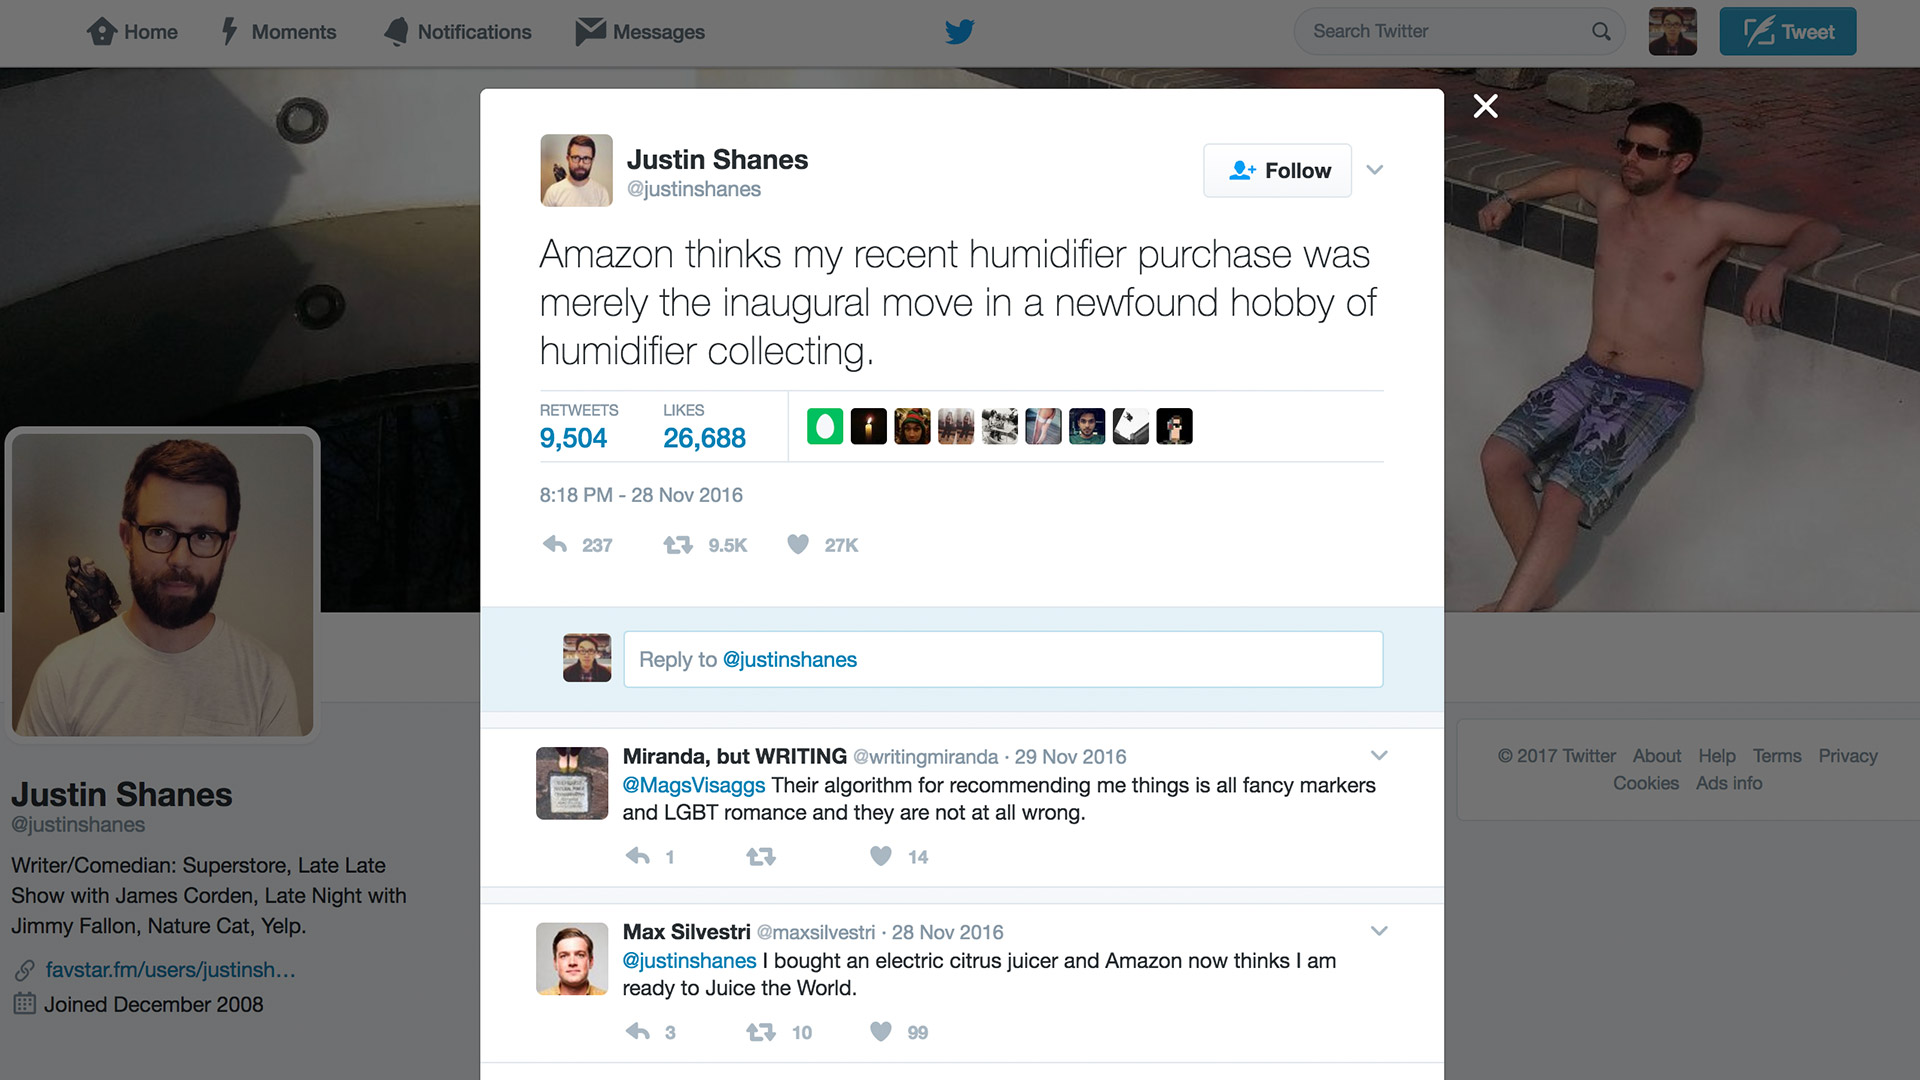 Home
Moments
Notifications
Messages
Search Twitter
Tweet
Justin Shanes
@justinshanes
Follow
Amazon thinks my recent humidifier purchase was
merely the inaugural move in a newfound hobby of
humidifier collecting.
RETWEETS
9,504
LIKES
26,688
8:18 PM - 28 Nov 2016
237
9.5K
27K
Reply to @justinshanes
Miranda, but WRITING @writingmiranda · 29 Nov 2016
@MagsVisaggs Their algorithm for recommending me things is all fancy markers
and LGBT romance and they are not at all wrong.
1
14
Max Silvestri @maxsilvestri · 28 Nov 2016
@justinshanes I bought an electric citrus juicer and Amazon now thinks I am
ready to Juice the World.
3
10
99
Justin Shanes
@justinshanes
Writer/Comedian: Superstore, Late Late
Show with James Corden, Late Night with
Jimmy Fallon, Nature Cat, Yelp.
favstar.fm/users/justinsh…
Joined December 2008
© 2017 Twitter About Help Terms Privacy
Cookies Ads info